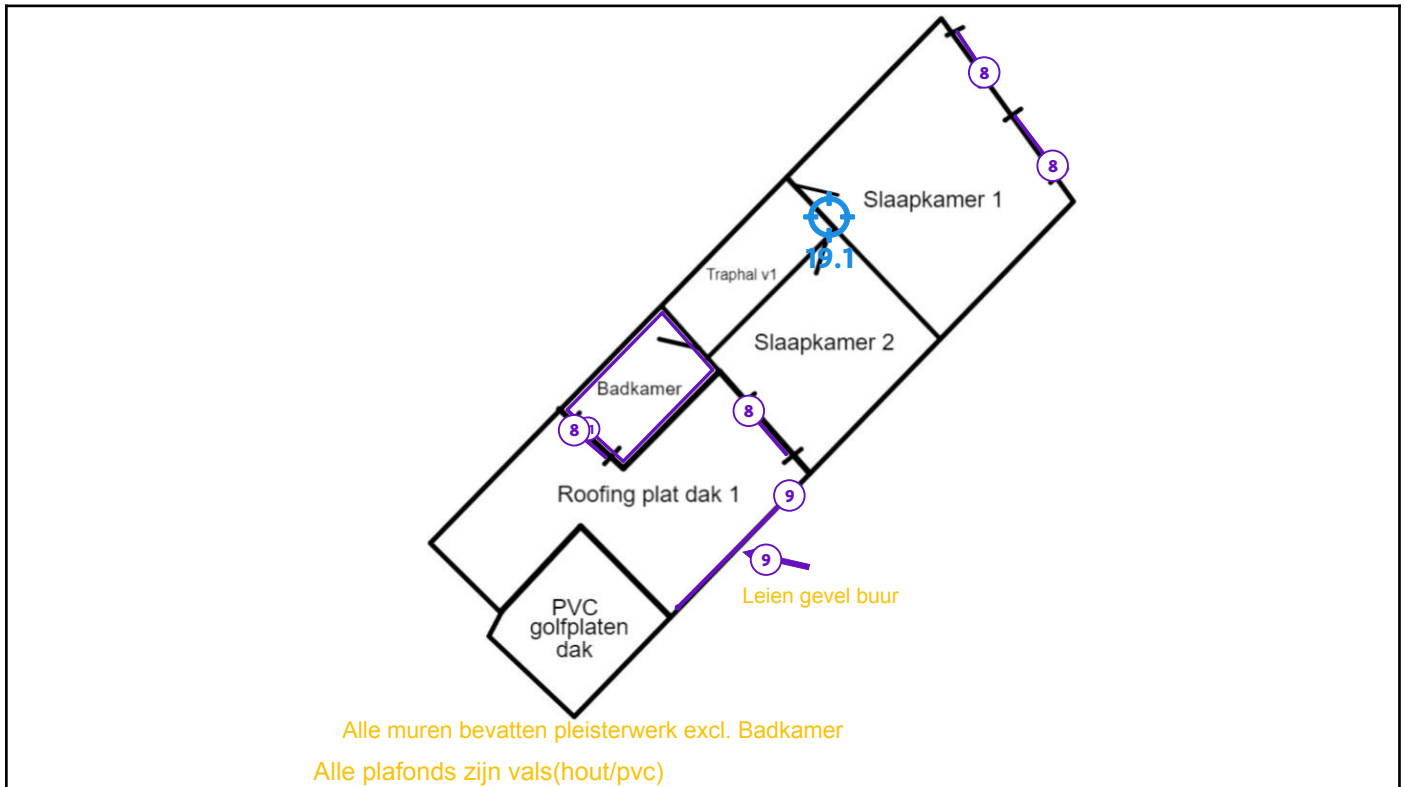 8
8
Slaapkamer 1
19.1
Traphal v1
Slaapkamer 2
Badkamer
8
8
1
Roofing plat dak 1
9
9
Leien gevel buur
PVC
golfplaten
dak
Alle muren bevatten pleisterwerk excl. Badkamer
Alle plafonds zijn vals(hout/pvc)